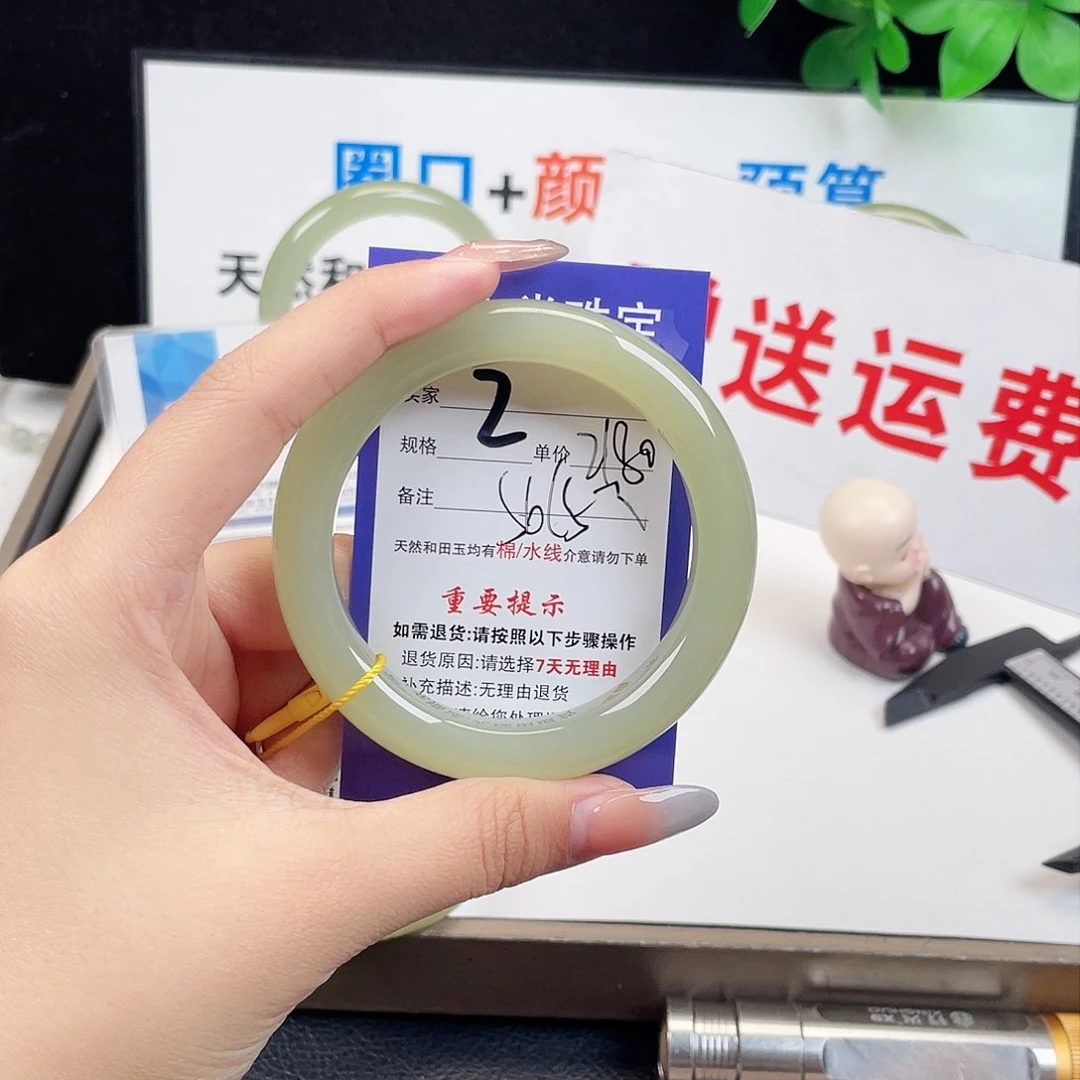 圈口+颜 预算
天然和
送运费
珠宝
卖家 2
规格 单价
备注 5615
天然和田玉均有棉/水线介意请勿下单
重要提示
如需退货:请按照以下步骤操作
退货原因:请选择7天无理由
补充描述:无理由退货